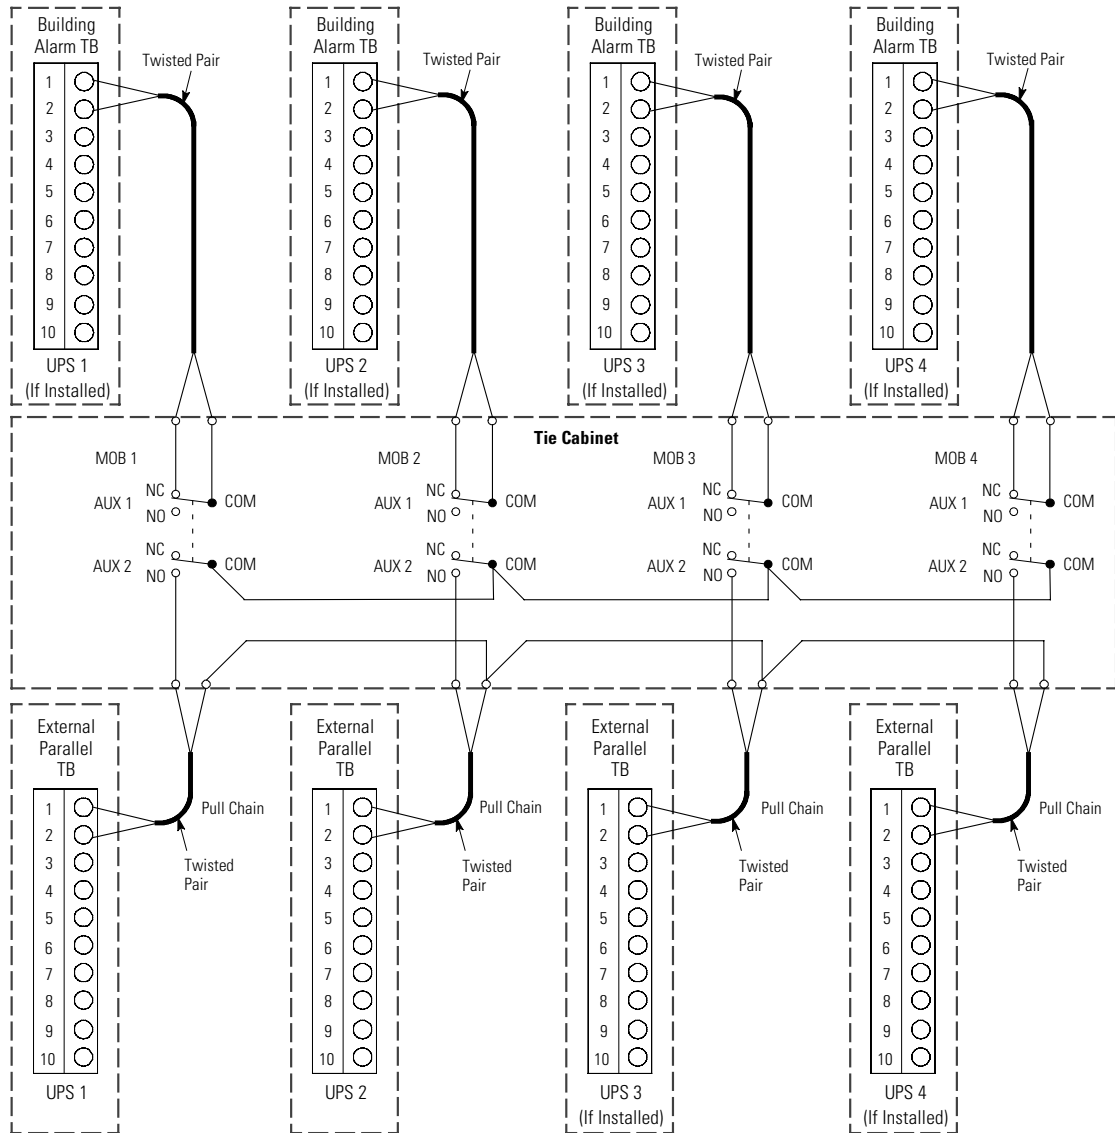 Building
Alarm TB
Twisted Pair
1
2
3
4
5
6
7
8
9
10
UPS 1
(If Installed)
Building
Alarm TB
Twisted Pair
1
2
3
4
5
6
7
8
9
10
UPS 2
(If Installed)
Building
Alarm TB
Twisted Pair
1
2
3
4
5
6
7
8
9
10
UPS 3
(If Installed)
Building
Alarm TB
Twisted Pair
1
2
3
4
5
6
7
8
9
10
UPS 4
(If Installed)
Tie Cabinet
MOB 1
AUX 1
NC
NO
COM
AUX 2
NC
NO
COM
MOB 2
AUX 1
NC
NO
COM
AUX 2
NC
NO
COM
MOB 3
AUX 1
NC
NO
COM
AUX 2
NC
NO
COM
MOB 4
AUX 1
NC
NO
COM
AUX 2
NC
NO
COM
External
Parallel
TB
1
2
3
4
5
6
7
8
9
10
Pull Chain
Twisted
Pair
UPS 1
External
Parallel
TB
1
2
3
4
5
6
7
8
9
10
Pull Chain
Twisted
Pair
UPS 2
External
Parallel
TB
1
2
3
4
5
6
7
8
9
10
Pull Chain
Twisted
Pair
UPS 3
(If Installed)
External
Parallel
TB
1
2
3
4
5
6
7
8
9
10
Pull Chain
Twisted
Pair
UPS 4
(If Installed)